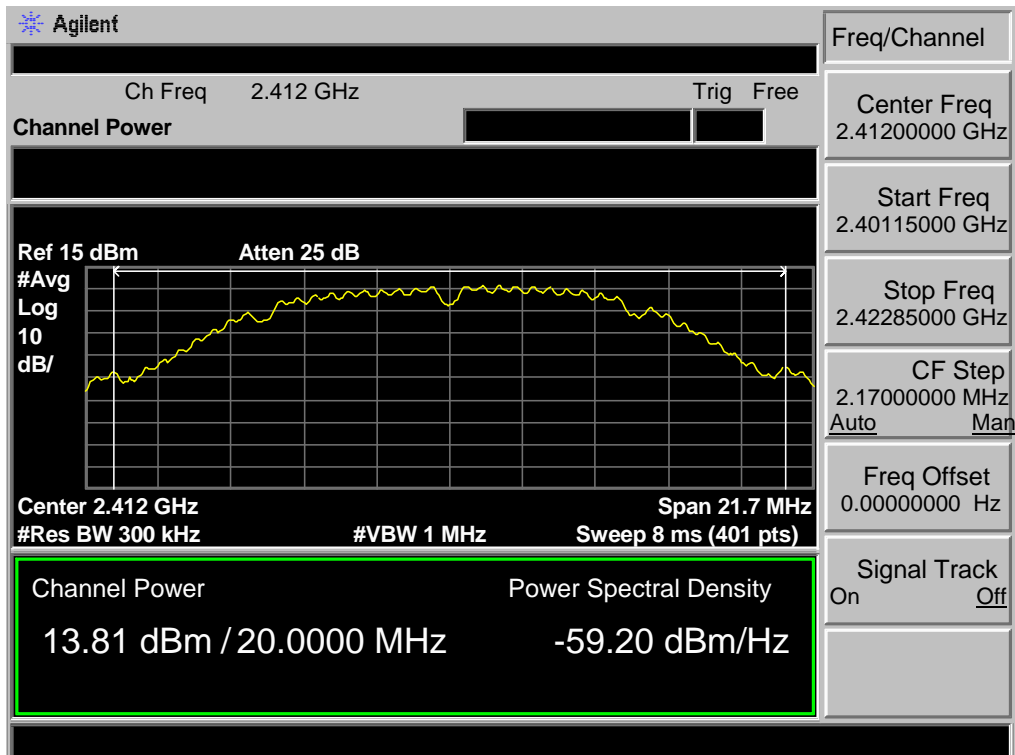 Agilent
Freq/Channel
Ch Freq 2.412 GHz Trig Free
Channel Power
Center Freq
2.41200000 GHz
Start Freq
2.40115000 GHz
Ref 15 dBm Atten 25 dB
#Avg
Log
10
dB/
Stop Freq
2.42285000 GHz
CF Step
2.17000000 MHz
Auto Man
Freq Offset
0.00000000 Hz
Center 2.412 GHz Span 21.7 MHz
#Res BW 300 kHz #VBW 1 MHz Sweep 8 ms (401 pts)
Signal Track
On Off
Channel Power Power Spectral Density
13.81 dBm / 20.0000 MHz -59.20 dBm/Hz